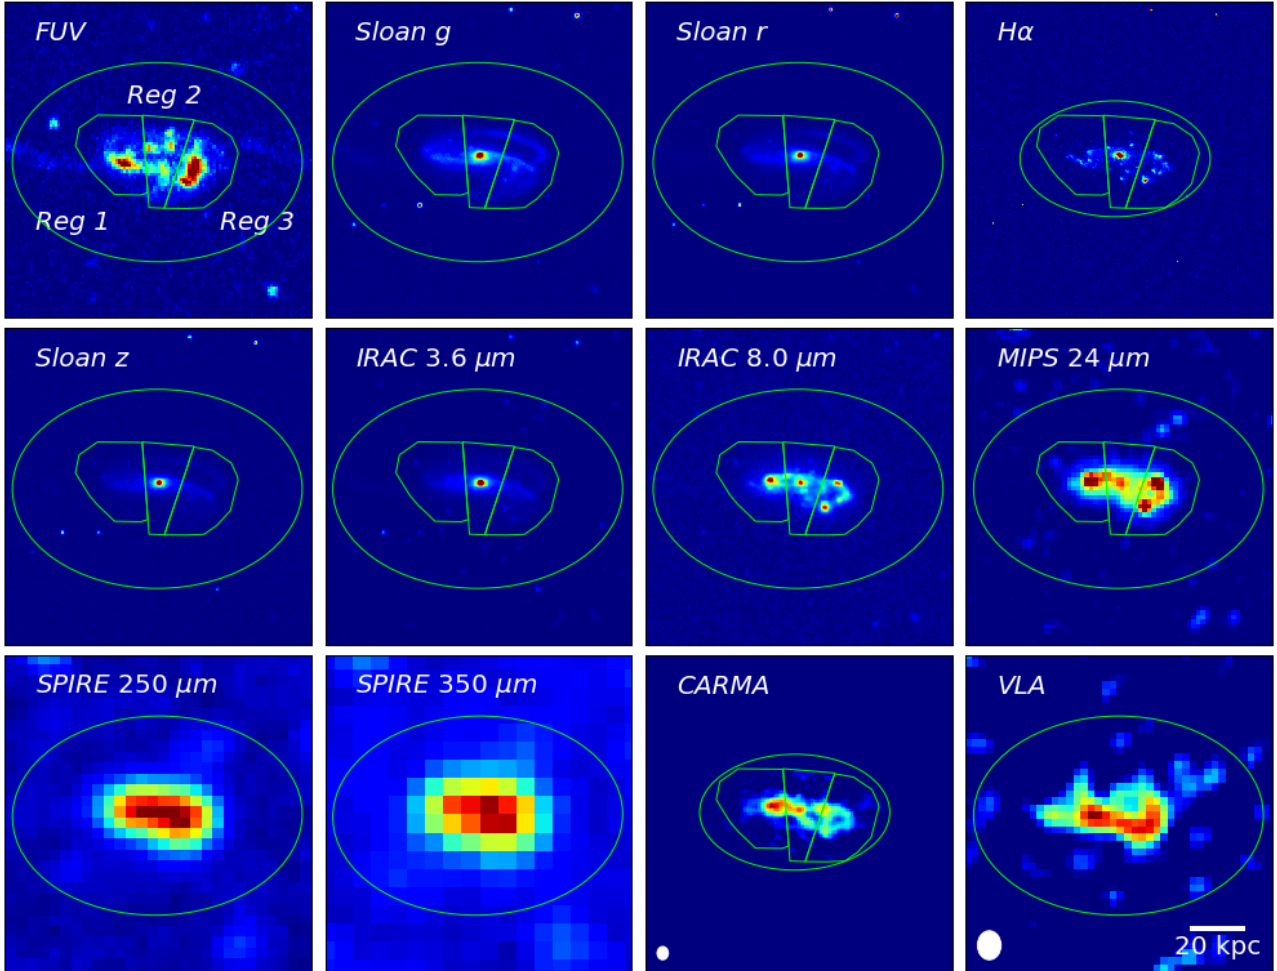 FUV
Sloan g
Sloan r
Hα
Reg 2
Reg 1
Reg 3
Sloan z
IRAC 3.6 μm
IRAC 8.0 μm
MIPS 24 μm
SPIRE 250 μm
SPIRE 350 μm
CARMA
VLA
20 kpc